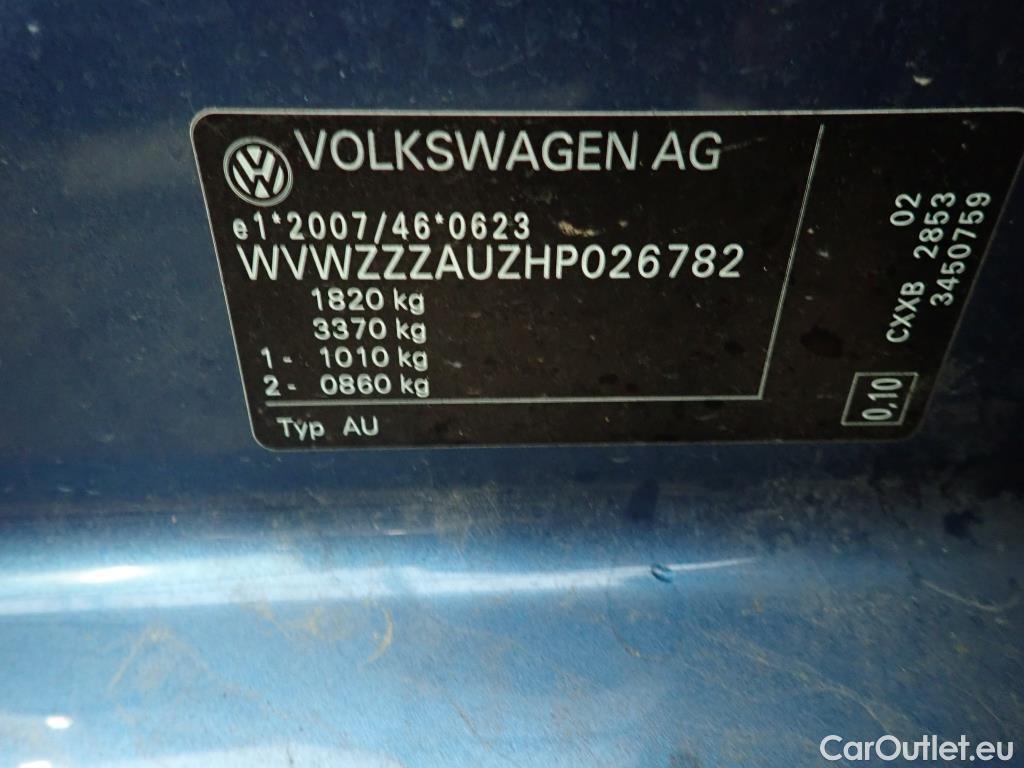 VOLKSWAGEN AG
e1*2007/46*0623
WVWZZZAUZHP026782
1820 kg
3370 kg
1- 1010 kg
2- 0860 kg
Typ AU
02
CXXB 2853
3450759
0,10
CarOutlet.eu